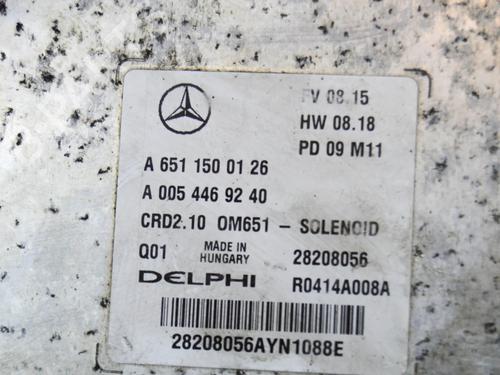 FV 08.15
HW 08.18
PD 09 M11
A 651 150 01 26
A 005 446 92 40
CRD2.10 OM651 - SOLENOID
Q01 MADE IN HUNGARY 28208056
DELPHI R0414A008A
28208056AYN1088E